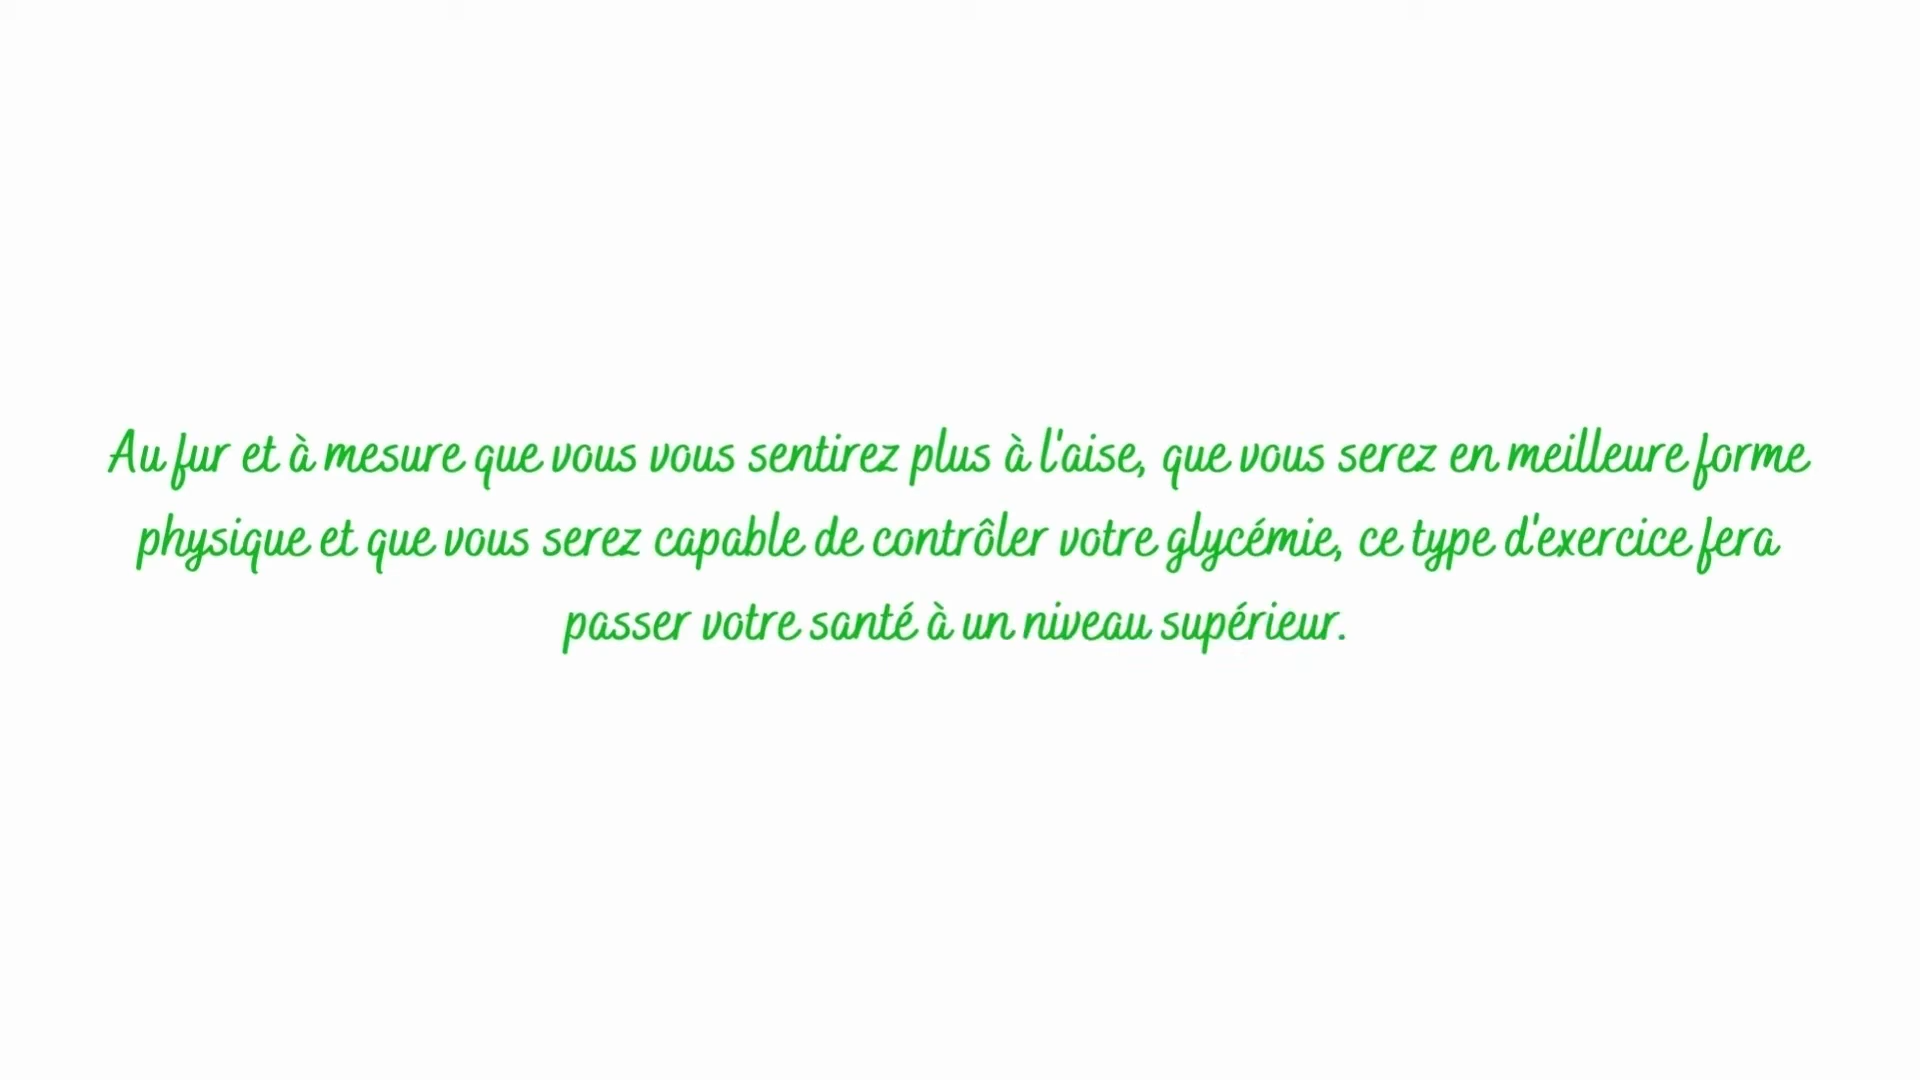 Au fur et à mesure que vous vous sentirez plus à l'aise, que vous serez en meilleure forme
physique et que vous serez capable de contrôler votre glycémie, ce type d'exercice fera
passer votre santé à un niveau supérieur.